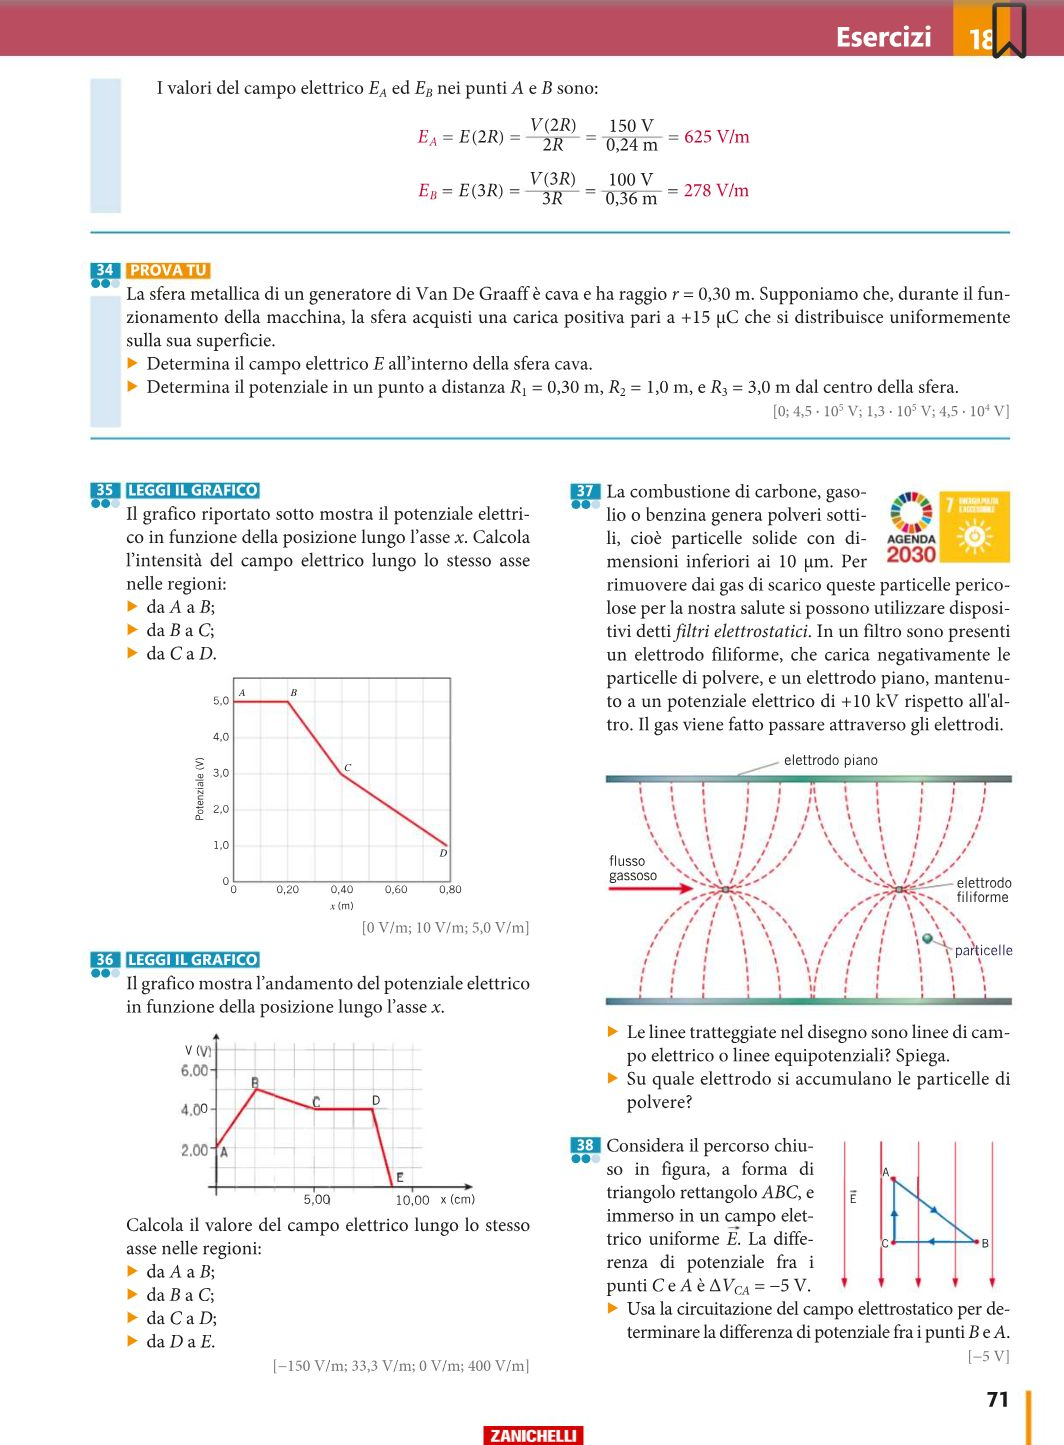 Esercizi 18
I valori del campo elettrico E_A ed E_B nei punti A e B sono:
E_A = E(2R) = V(2R) / 2R = 150 V / 0,24 m = 625 V/m
E_B = E(3R) = V(3R) / 3R = 100 V / 0,36 m = 278 V/m
34 PROVA TU
La sfera metallica di un generatore di Van De Graaff è cava e ha raggio r = 0,30 m. Supponiamo che, durante il fun-
zionamento della macchina, la sfera acquisti una carica positiva pari a +15 μC che si distribuisce uniformemente
sulla sua superficie.
▶ Determina il campo elettrico E all'interno della sfera cava.
▶ Determina il potenziale in un punto a distanza R₁ = 0,30 m, R₂ = 1,0 m, e R₃ = 3,0 m dal centro della sfera.
[0; 4,5 · 10⁵ V; 1,3 · 10⁵ V; 4,5 · 10⁴ V]
35 LEGGI IL GRAFICO
Il grafico riportato sotto mostra il potenziale elettri-
co in funzione della posizione lungo l'asse x. Calcola
l'intensità del campo elettrico lungo lo stesso asse
nelle regioni:
▶ da A a B;
▶ da B a C;
▶ da C a D.
A B
5,0
4,0
C
3,0
Potenziale (V)
2,0
1,0
D
0
0 0,20 0,40 0,60 0,80
x (m)
[0 V/m; 10 V/m; 5,0 V/m]
36 LEGGI IL GRAFICO
Il grafico mostra l'andamento del potenziale elettrico
in funzione della posizione lungo l'asse x.
V (V)
6,00
B
4,00 C D
2,00 A
E
5,00 10,00 x (cm)
Calcola il valore del campo elettrico lungo lo stesso
asse nelle regioni:
▶ da A a B;
▶ da B a C;
▶ da C a D;
▶ da D a E.
[−150 V/m; 33,3 V/m; 0 V/m; 400 V/m]
37 La combustione di carbone, gaso-
lio o benzina genera polveri sotti-
li, cioè particelle solide con di-
mensioni inferiori ai 10 μm. Per
AGENDA
2030
7 ENERGIA PULITA
E ACCESSIBILE
rimuovere dai gas di scarico queste particelle perico-
lose per la nostra salute si possono utilizzare disposi-
tivi detti filtri elettrostatici. In un filtro sono presenti
un elettrodo filiforme, che carica negativamente le
particelle di polvere, e un elettrodo piano, mantenu-
to a un potenziale elettrico di +10 kV rispetto all'al-
tro. Il gas viene fatto passare attraverso gli elettrodi.
elettrodo piano
flusso
gassoso
elettrodo
filiforme
particelle
▶ Le linee tratteggiate nel disegno sono linee di cam-
po elettrico o linee equipotenziali? Spiega.
▶ Su quale elettrodo si accumulano le particelle di
polvere?
38 Considera il percorso chiu-
so in figura, a forma di
triangolo rettangolo ABC, e
immerso in un campo elet-
trico uniforme E⃗. La diffe-
renza di potenziale fra i
punti C e A è ΔV_CA = −5 V.
A
E⃗
C B
▶ Usa la circuitazione del campo elettrostatico per de-
terminare la differenza di potenziale fra i punti B e A.
[−5 V]
71
ZANICHELLI